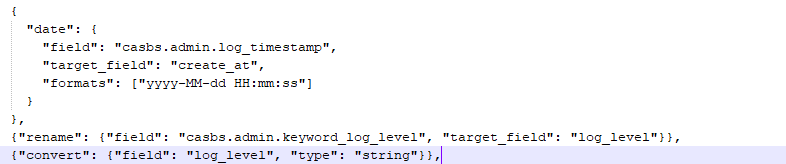 {
"date": {
"field": "casbs.admin.log_timestamp",
"target_field": "create_at",
"formats": ["yyyy-MM-dd HH:mm:ss"]
}
},
{"rename": {"field": "casbs.admin.keyword_log_level", "target_field": "log_level"}},
{"convert": {"field": "log_level", "type": "string"}},